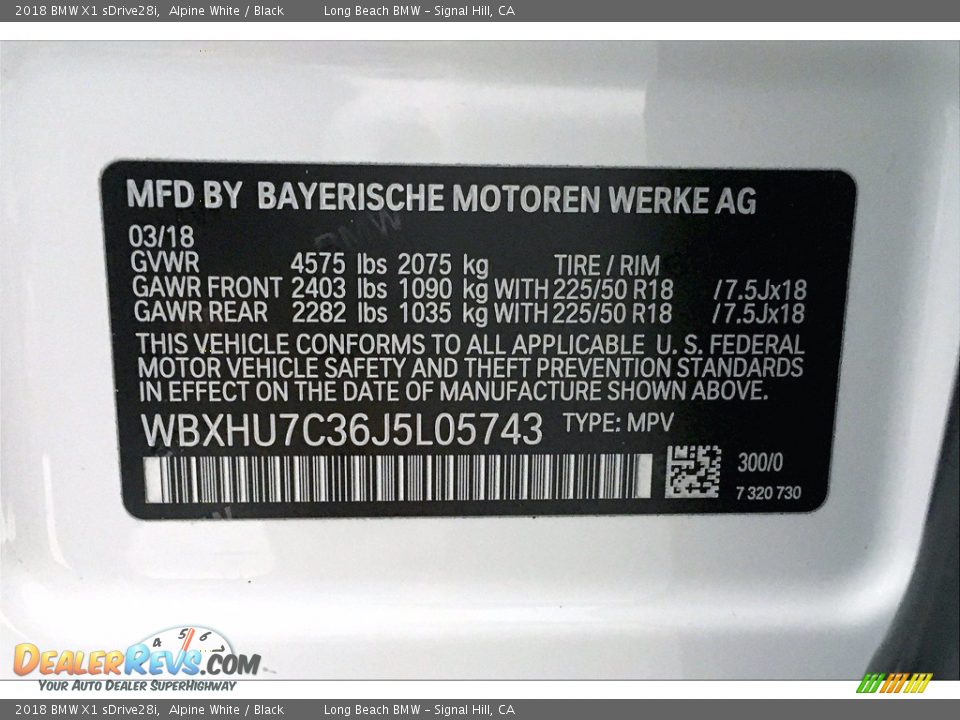 2018 BMW X1 sDrive28i, Alpine White / Black Long Beach BMW - Signal Hill, CA
MFD BY BAYERISCHE MOTOREN WERKE AG
03/18
GVWR 4575 lbs 2075 kg TIRE / RIM
GAWR FRONT 2403 lbs 1090 kg WITH 225/50 R18 /7.5Jx18
GAWR REAR 2282 lbs 1035 kg WITH 225/50 R18 /7.5Jx18
THIS VEHICLE CONFORMS TO ALL APPLICABLE U. S. FEDERAL
MOTOR VEHICLE SAFETY AND THEFT PREVENTION STANDARDS
IN EFFECT ON THE DATE OF MANUFACTURE SHOWN ABOVE.
WBXHU7C36J5L05743 TYPE: MPV
300/0
7 320 730
4 5 6
DEALERREVS.COM
YOUR AUTO DEALER SUPERHIGHWAY
2018 BMW X1 sDrive28i, Alpine White / Black Long Beach BMW - Signal Hill, CA